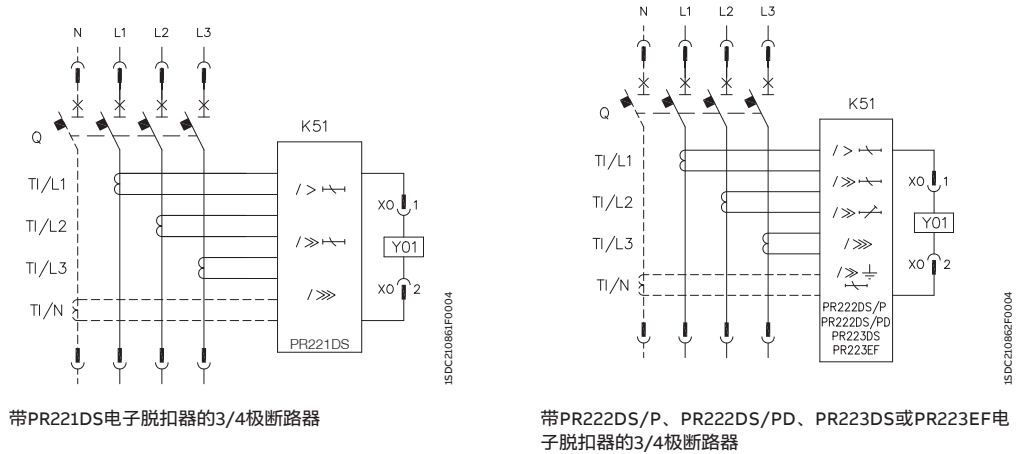 N L1 L2 L3
Q
K51
TI/L1
TI/L2
TI/L3
TI/N
/>
/≫
/⋙
X0 1
Y01
X0 2
PR221DS
1SDC210861F0004
带PR221DS电子脱扣器的3/4极断路器
N L1 L2 L3
Q
K51
TI/L1
TI/L2
TI/L3
TI/N
/>
/≫
/≫
/⋙
/≫
X0 1
Y01
X0 2
PR222DS/P
PR222DS/PD
PR223DS
PR223EF
1SDC210862F0004
带PR222DS/P、PR222DS/PD、PR223DS或PR223EF电
子脱扣器的3/4极断路器